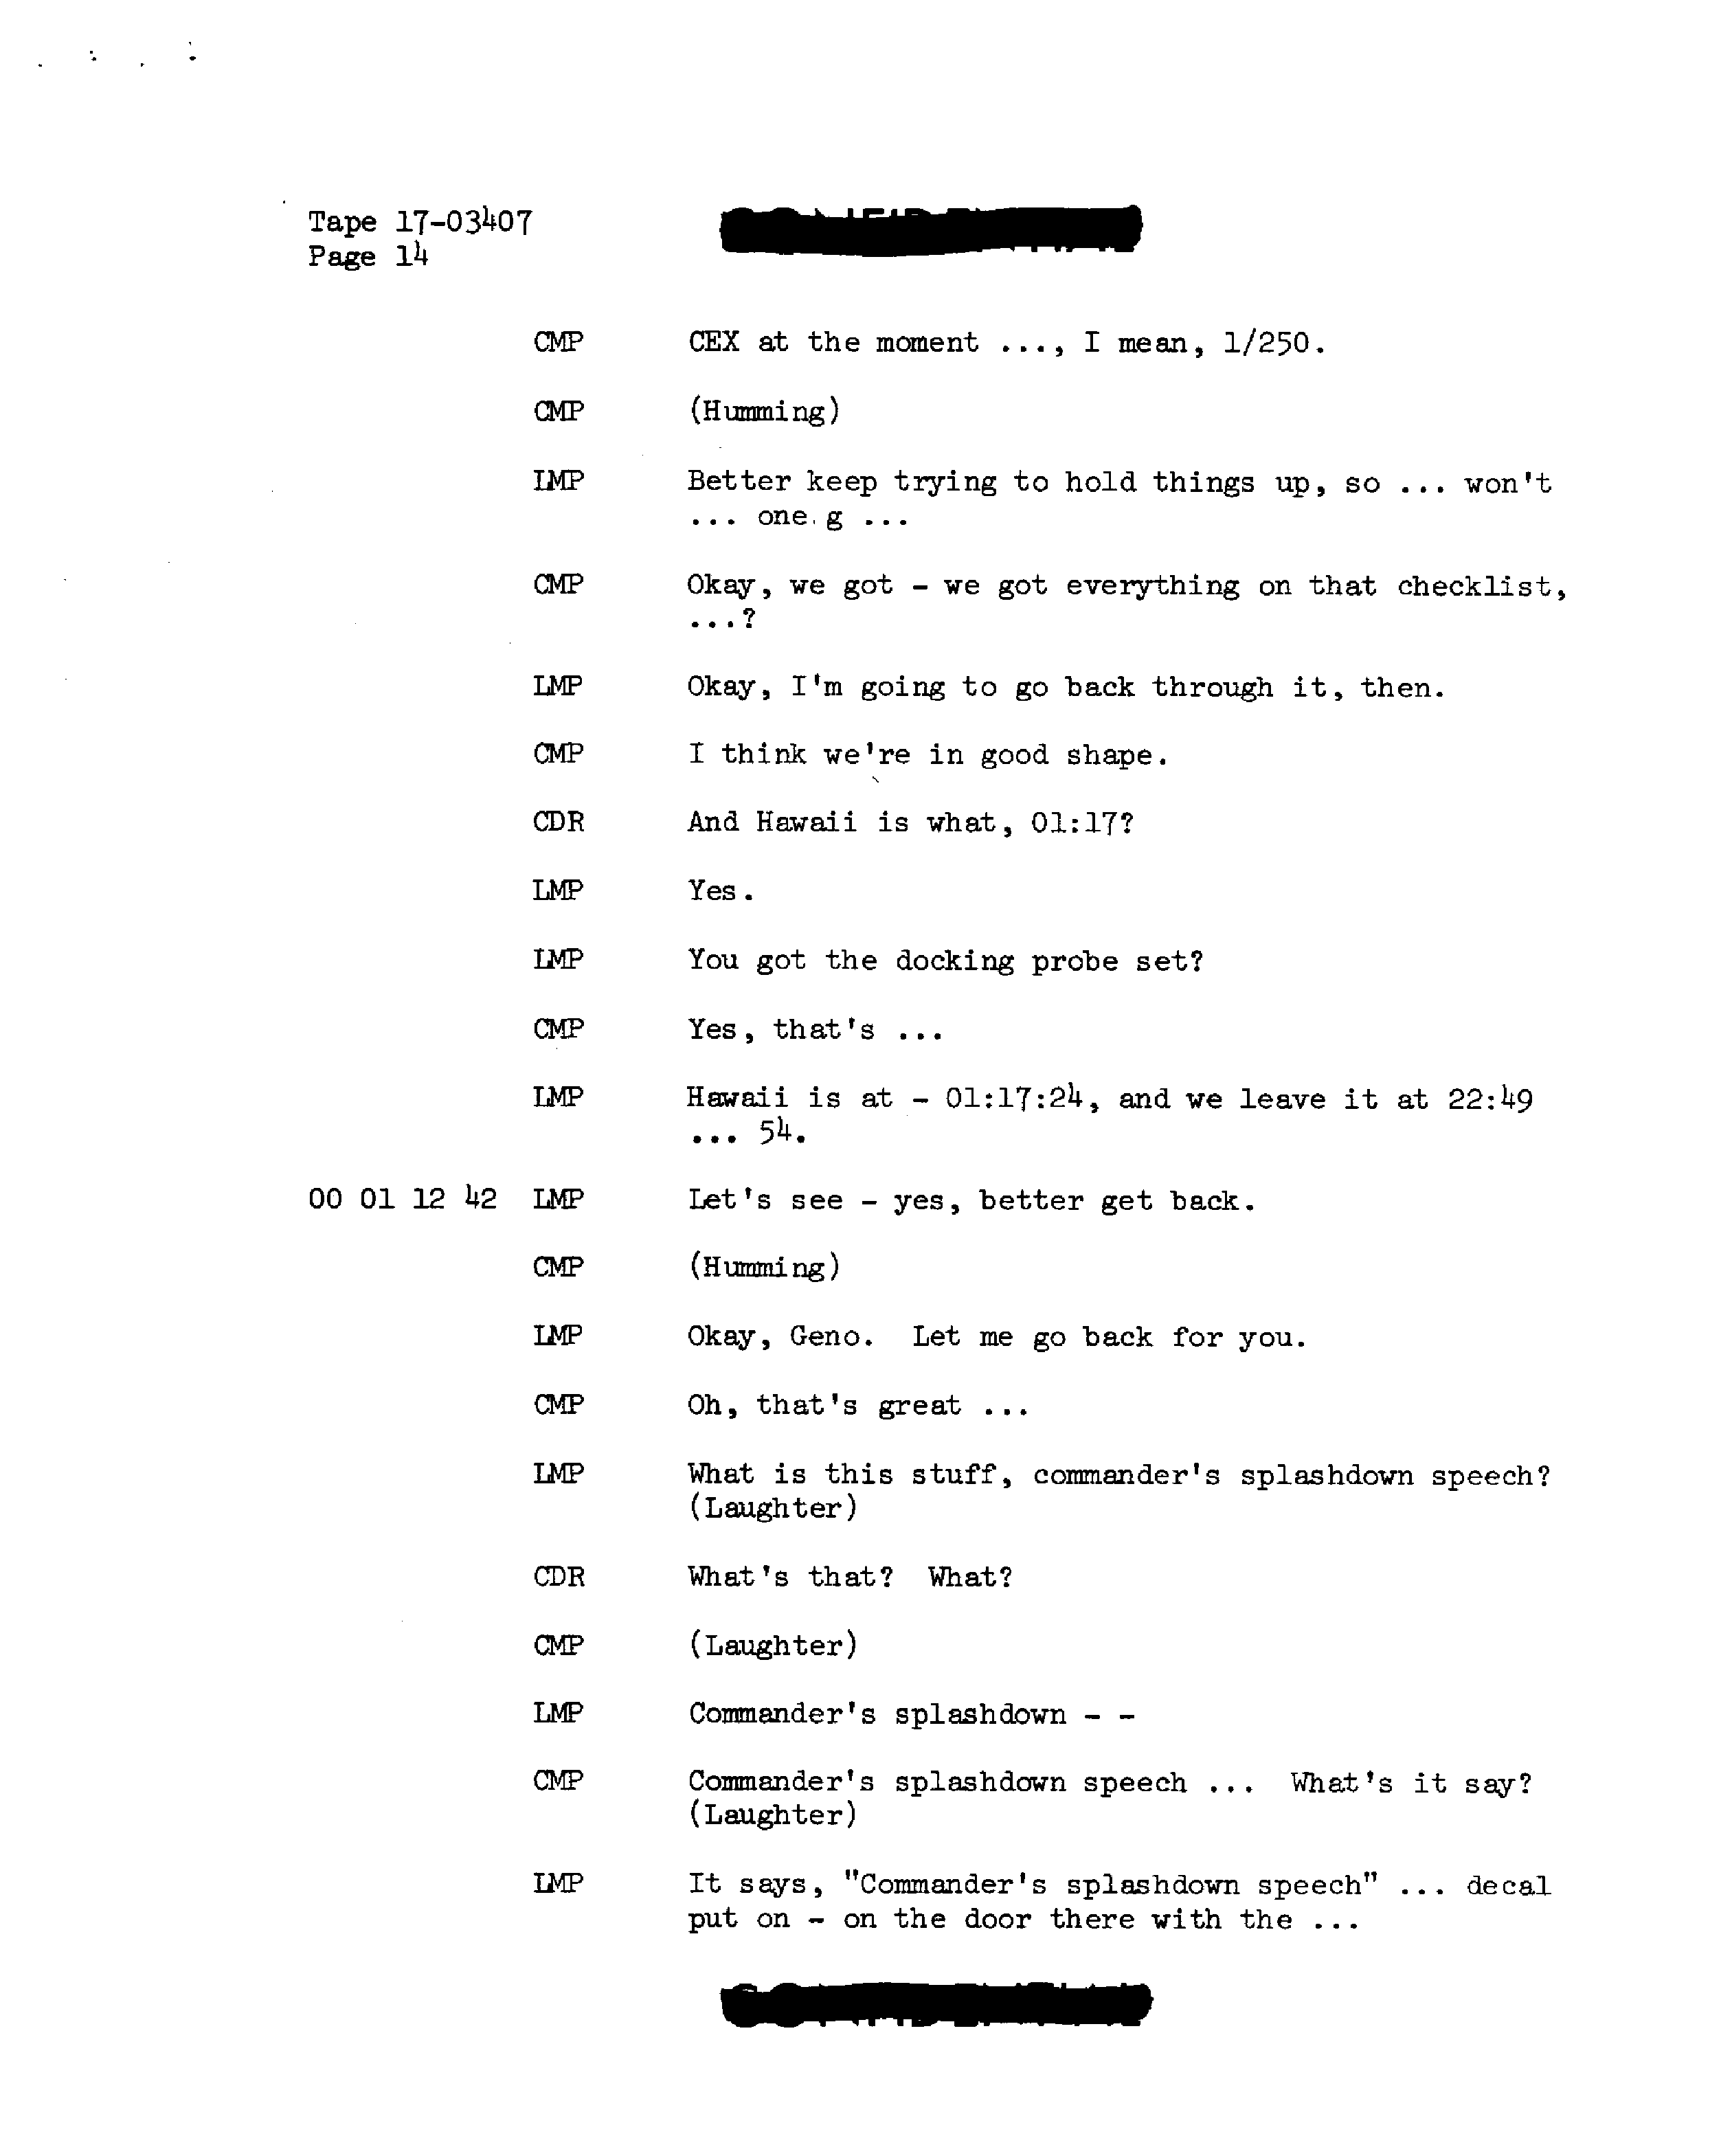 Tape 17-03407
Page 14
CMP CEX at the moment ..., I mean, 1/250.
CMP (Humming)
LMP Better keep trying to hold things up, so ... won't
... one g ...
CMP Okay, we got - we got everything on that checklist,
...?
LMP Okay, I'm going to go back through it, then.
CMP I think we're in good shape.
CDR And Hawaii is what, 01:17?
LMP Yes.
LMP You got the docking probe set?
CMP Yes, that's ...
LMP Hawaii is at - 01:17:24, and we leave it at 22:49
... 54.
00 01 12 42 LMP Let's see - yes, better get back.
CMP (Humming)
LMP Okay, Geno. Let me go back for you.
CMP Oh, that's great ...
LMP What is this stuff, commander's splashdown speech?
(Laughter)
CDR What's that? What?
CMP (Laughter)
LMP Commander's splashdown - -
CMP Commander's splashdown speech ... What's it say?
(Laughter)
LMP It says, "Commander's splashdown speech" ... decal
put on - on the door there with the ...